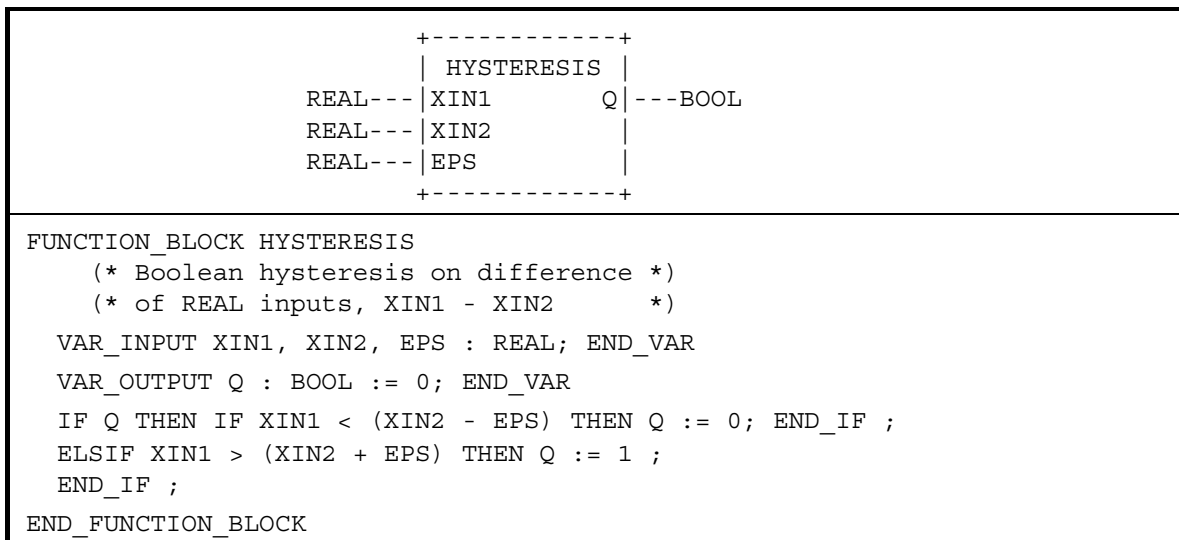 +------------+
| HYSTERESIS |
REAL---|XIN1 Q|---BOOL
REAL---|XIN2 |
REAL---|EPS |
+------------+
FUNCTION_BLOCK HYSTERESIS
(* Boolean hysteresis on difference *)
(* of REAL inputs, XIN1 - XIN2 *)
VAR_INPUT XIN1, XIN2, EPS : REAL; END_VAR
VAR_OUTPUT Q : BOOL := 0; END_VAR
IF Q THEN IF XIN1 < (XIN2 - EPS) THEN Q := 0; END_IF ;
ELSIF XIN1 > (XIN2 + EPS) THEN Q := 1 ;
END_IF ;
END_FUNCTION_BLOCK